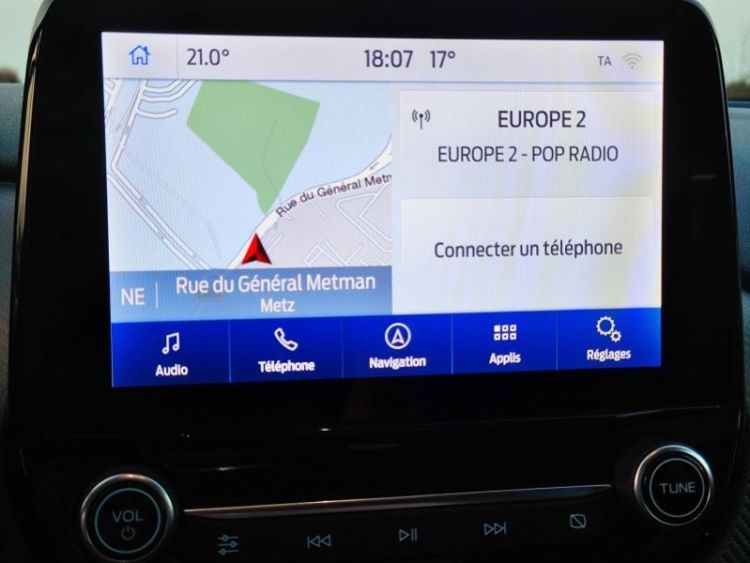 21.0° 18:07 17° TA
EUROPE 2
EUROPE 2 - POP RADIO
Rue du Général Metm
Connecter un téléphone
NE
Rue du Général Metman
Metz
Audio Téléphone Navigation Applis Réglages
VOL TUNE